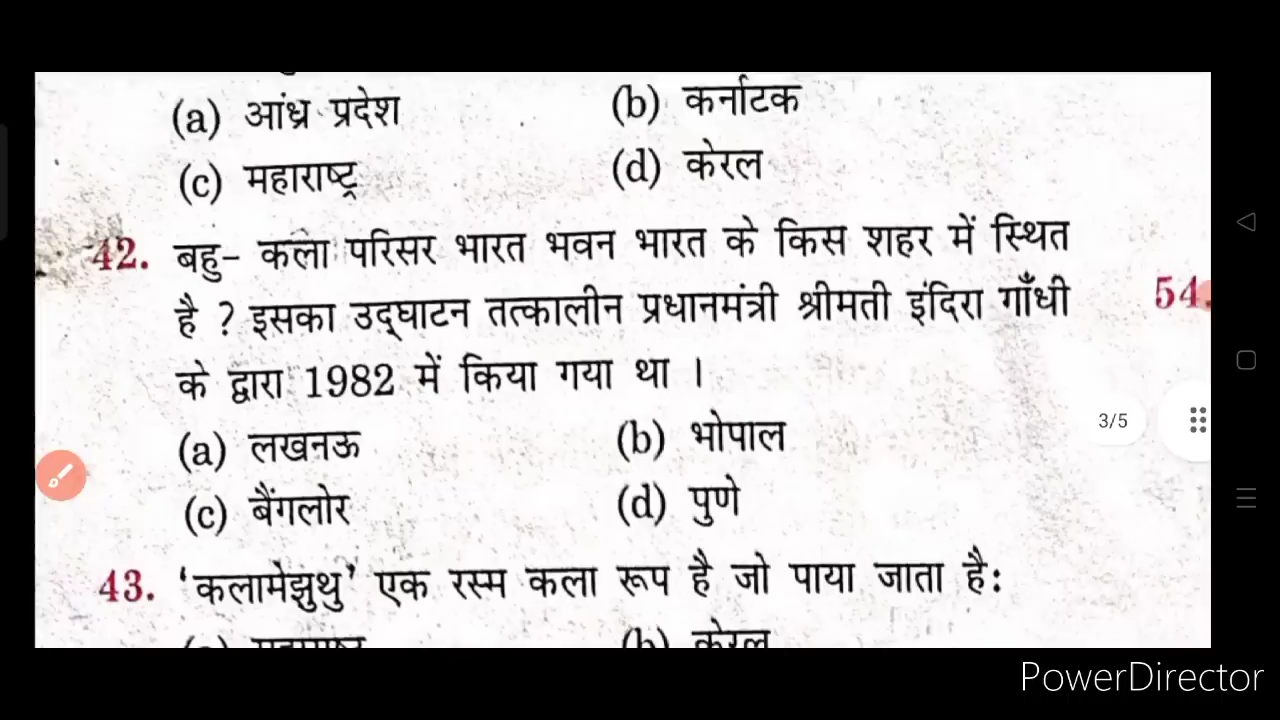 (a) आंध्र प्रदेश (b) कर्नाटक
(c) महाराष्ट्र (d) केरल
42. बहु- कला परिसर भारत भवन भारत के किस शहर में स्थित
है ? इसका उद्घाटन तत्कालीन प्रधानमंत्री श्रीमती इंदिरा गाँधी
के द्वारा 1982 में किया गया था ।
(a) लखनऊ (b) भोपाल
(c) बैंगलोर (d) पुणे
43. 'कलामेझुथु' एक रस्म कला रूप है जो पाया जाता है:
(b) केरल
54.
3/5
PowerDirector